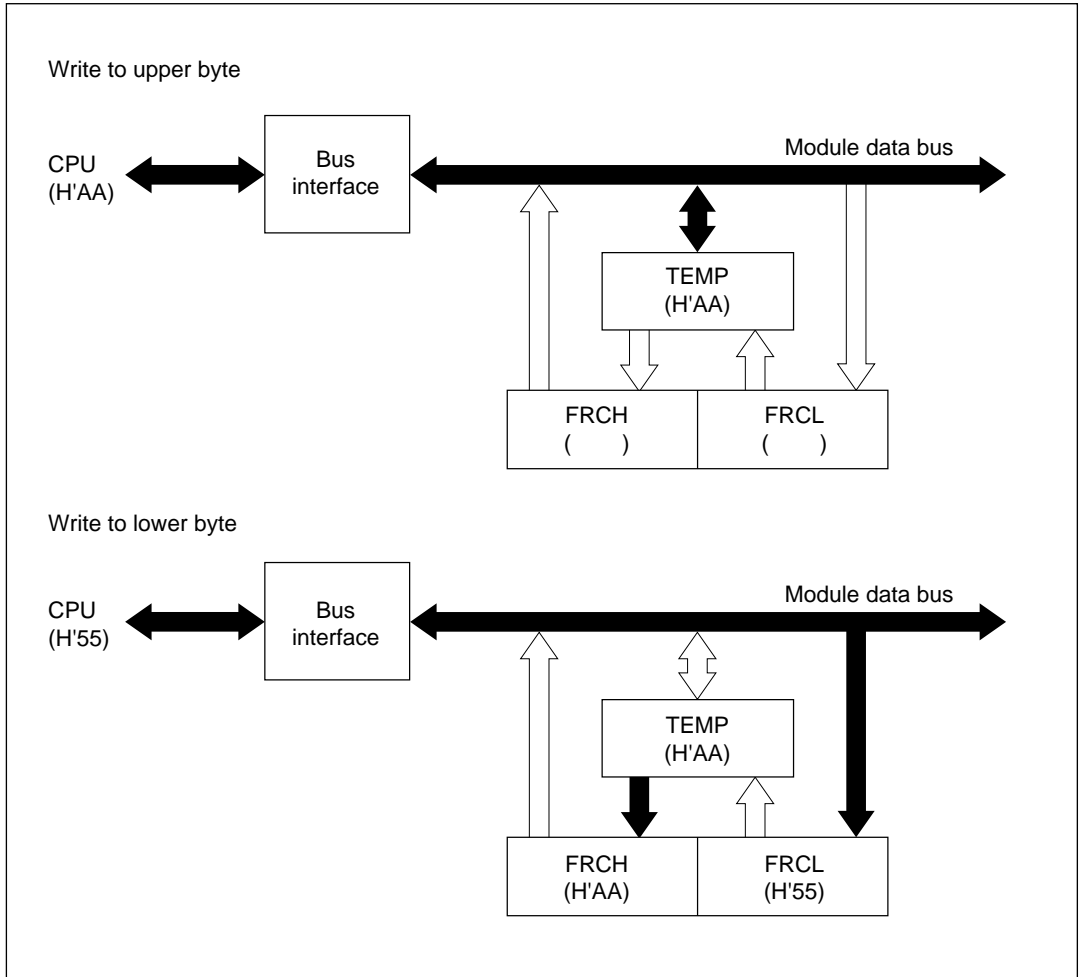 Write to upper byte
CPU
(H'AA)
Bus
interface
Module data bus
TEMP
(H'AA)
FRCH
( )
FRCL
( )
Write to lower byte
CPU
(H'55)
Bus
interface
Module data bus
TEMP
(H'AA)
FRCH
(H'AA)
FRCL
(H'55)